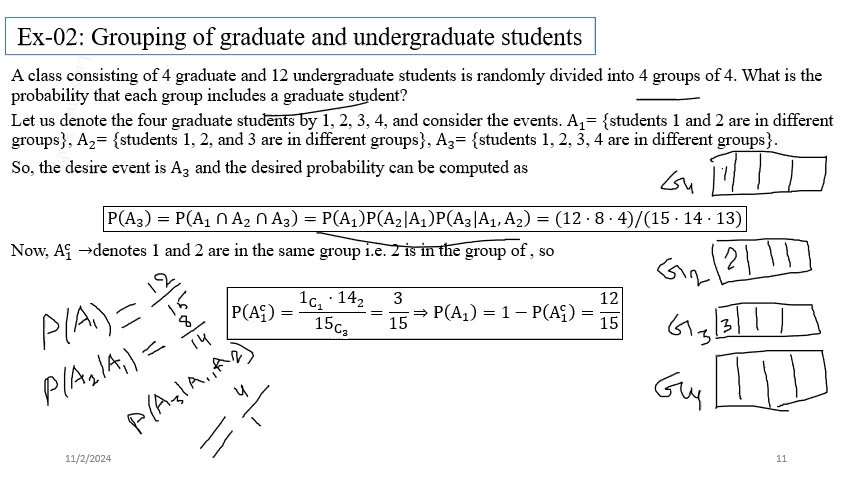 Ex-02: Grouping of graduate and undergraduate students
A class consisting of 4 graduate and 12 undergraduate students is randomly divided into 4 groups of 4. What is the
probability that each group includes a graduate student?
Let us denote the four graduate students by 1, 2, 3, 4, and consider the events. A₁= {students 1 and 2 are in different
groups}, A₂= {students 1, 2, and 3 are in different groups}, A₃= {students 1, 2, 3, 4 are in different groups}.
So, the desire event is A₃ and the desired probability can be computed as
G4 1
P(A₃) = P(A₁ ∩ A₂ ∩ A₃) = P(A₁)P(A₂|A₁)P(A₃|A₁, A₂) = (12 · 8 · 4)/(15 · 14 · 13)
Now, A₁ᶜ →denotes 1 and 2 are in the same group i.e. 2 is in the group of , so
G2 2
P(A₁ᶜ) = (1C₁ · 14₂)/(15C₃) = 3/15 ⇒ P(A₁) = 1 − P(A₁ᶜ) = 12/15
P(A₁) = 12/15
G3 3
P(A₂|A₁) = 8/14
P(A₃|A₁,A2) = 4/1
G4
11/2/2024
11